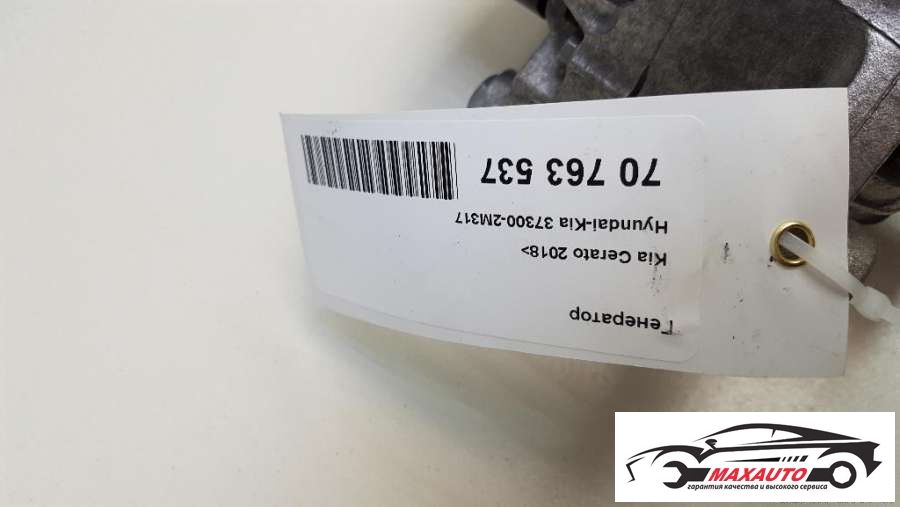 Генератор
Kia Cerato 2018>
Hyundai-Kia 37300-2M317
70 763 537
MAXAUTO
гарантия качества и высокого сервиса